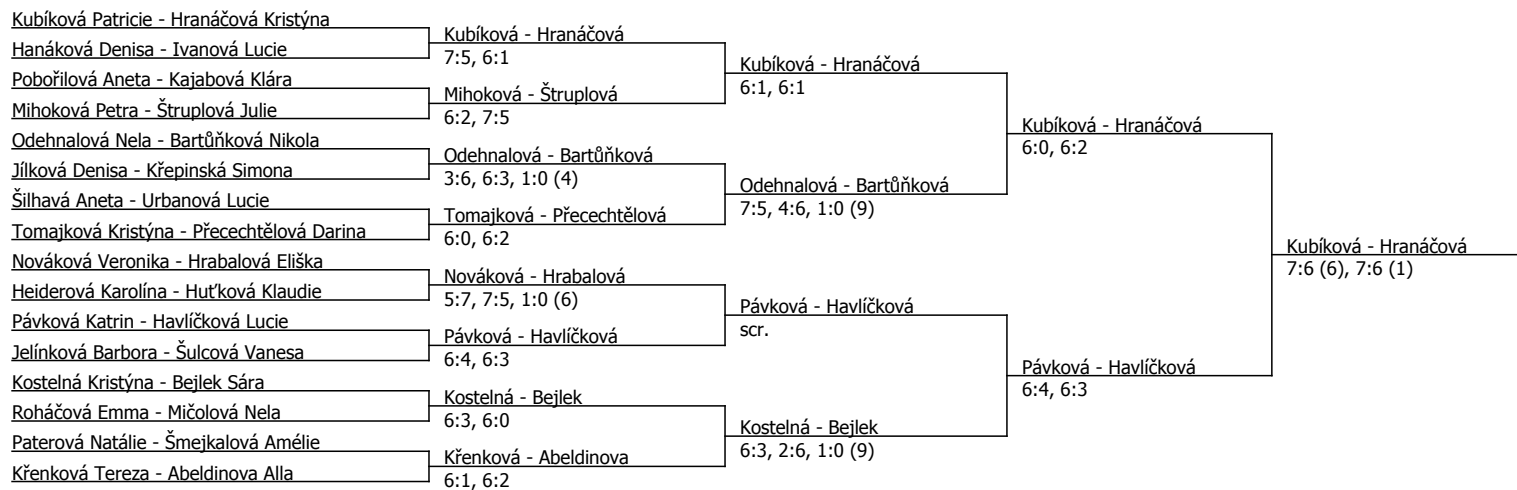 Kubíková Patricie - Hranáčová Kristýna
Hanáková Denisa - Ivanová Lucie
Pobořilová Aneta - Kajabová Klára
Mihoková Petra - Štruplová Julie
Odehnalová Nela - Bartůňková Nikola
Jílková Denisa - Křepinská Simona
Šilhavá Aneta - Urbanová Lucie
Tomajková Kristýna - Přecechtělová Darina
Nováková Veronika - Hrabalová Eliška
Heiderová Karolína - Huťková Klaudie
Pávková Katrin - Havlíčková Lucie
Jelínková Barbora - Šulcová Vanesa
Kostelná Kristýna - Bejlek Sára
Roháčová Emma - Mičolová Nela
Paterová Natálie - Šmejkalová Amélie
Křenková Tereza - Abeldinova Alla
Kubíková - Hranáčová
7:5, 6:1
Mihoková - Štruplová
6:2, 7:5
Odehnalová - Bartůňková
3:6, 6:3, 1:0 (4)
Tomajková - Přecechtělová
6:0, 6:2
Nováková - Hrabalová
5:7, 7:5, 1:0 (6)
Pávková - Havlíčková
6:4, 6:3
Kostelná - Bejlek
6:3, 6:0
Křenková - Abeldinova
6:1, 6:2
Kubíková - Hranáčová
6:1, 6:1
Odehnalová - Bartůňková
7:5, 4:6, 1:0 (9)
Pávková - Havlíčková
scr.
Kostelná - Bejlek
6:3, 2:6, 1:0 (9)
Kubíková - Hranáčová
6:0, 6:2
Pávková - Havlíčková
6:4, 6:3
Kubíková - Hranáčová
7:6 (6), 7:6 (1)